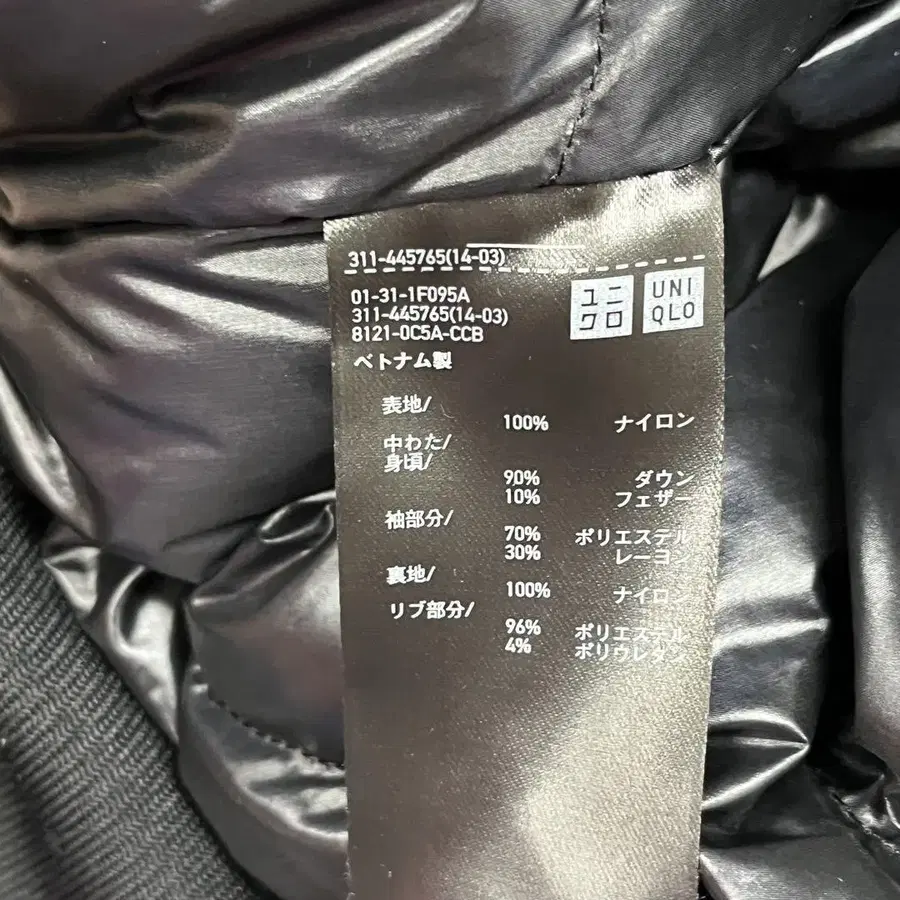 311-445765(14-03)
01-31-1F095A
311-445765(14-03)
8121-0C5A-CCB
ユニ
クロ
UNI
QLO
ベトナム製
表地/
100% ナイロン
中わた/
身頃/
90% ダウン
10% フェザー
袖部分/
70% ポリエステル
30% レーヨン
裏地/
100% ナイロン
リブ部分/
96% ポリエステル
4% ポリウレタン